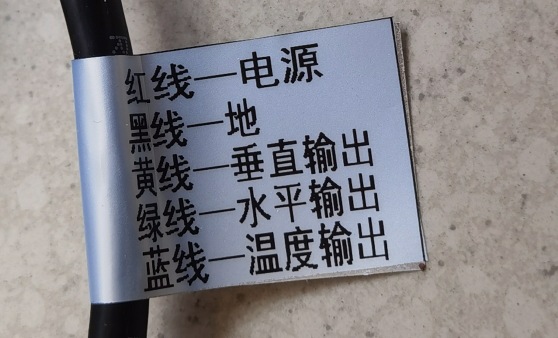 红线—电源
黑线—地
黄线—垂直输出
绿线—水平输出
蓝线—温度输出